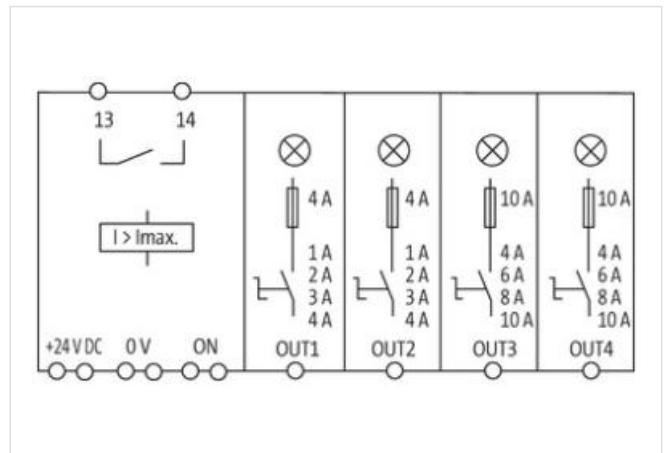 13 14
I > Imax.
+24 V DC 0 V ON
4 A
1 A
2 A
3 A
4 A
OUT1
4 A
1 A
2 A
3 A
4 A
OUT2
10 A
4 A
6 A
8 A
10 A
OUT3
10 A
4 A
6 A
8 A
10 A
OUT4